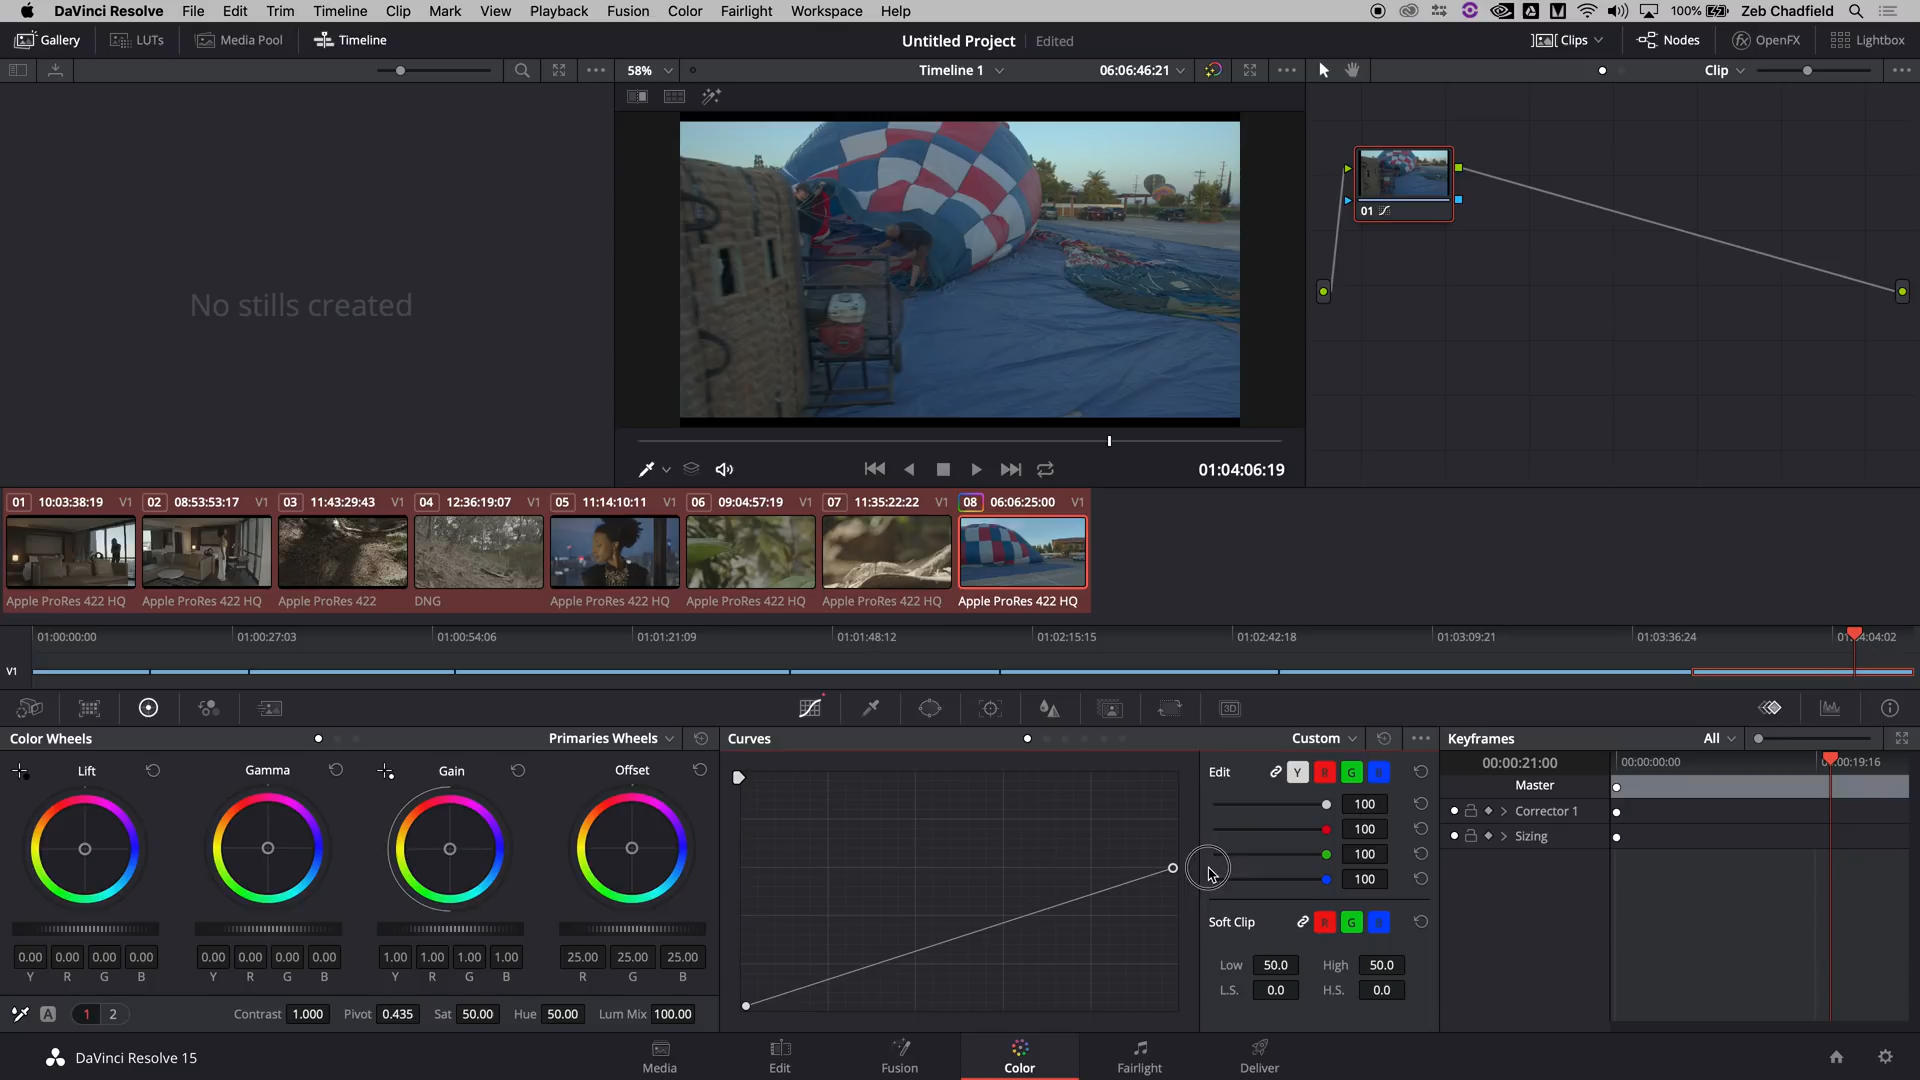 DaVinci Resolve File Edit Trim Timeline Clip Mark View Playback Fusion Color Fairlight Workspace Help 100% Zeb Chadfield
Gallery LUTs Media Pool Timeline Untitled Project Edited Clips Nodes OpenFX Lightbox
58% Timeline 1 06:06:46:21 Clip
01
No stills created
01:04:06:19
01 10:03:38:19 V1 02 08:53:53:17 V1 03 11:43:29:43 V1 04 12:36:19:07 V1 05 11:14:10:11 V1 06 09:04:57:19 V1 07 11:35:22:22 V1 08 06:06:25:00 V1
Apple ProRes 422 HQ Apple ProRes 422 HQ Apple ProRes 422 DNG Apple ProRes 422 HQ Apple ProRes 422 HQ Apple ProRes 422 HQ Apple ProRes 422 HQ
01:00:00:00 01:00:27:03 01:00:54:06 01:01:21:09 01:01:48:12 01:02:15:15 01:02:42:18 01:03:09:21 01:03:36:24
V1
3D
Color Wheels Primaries Wheels Curves Custom Keyframes All
00:00:21:00 00:00:00:00
Lift Gamma Gain Offset Edit Y R G B
Master
100
100 Corrector 1
100 Sizing
100
Soft Clip R G B
0.00 0.00 0.00 0.00 0.00 0.00 0.00 0.00 1.00 1.00 1.00 1.00 25.00 25.00 25.00 Low 50.0 High 50.0
Y R G B Y R G B Y R G B R G B L.S. 0.0 H.S. 0.0
A 1 2 Contrast 1.000 Pivot 0.435 Sat 50.00 Hue 50.00 Lum Mix 100.00
DaVinci Resolve 15 Media Edit Fusion Color Fairlight Deliver